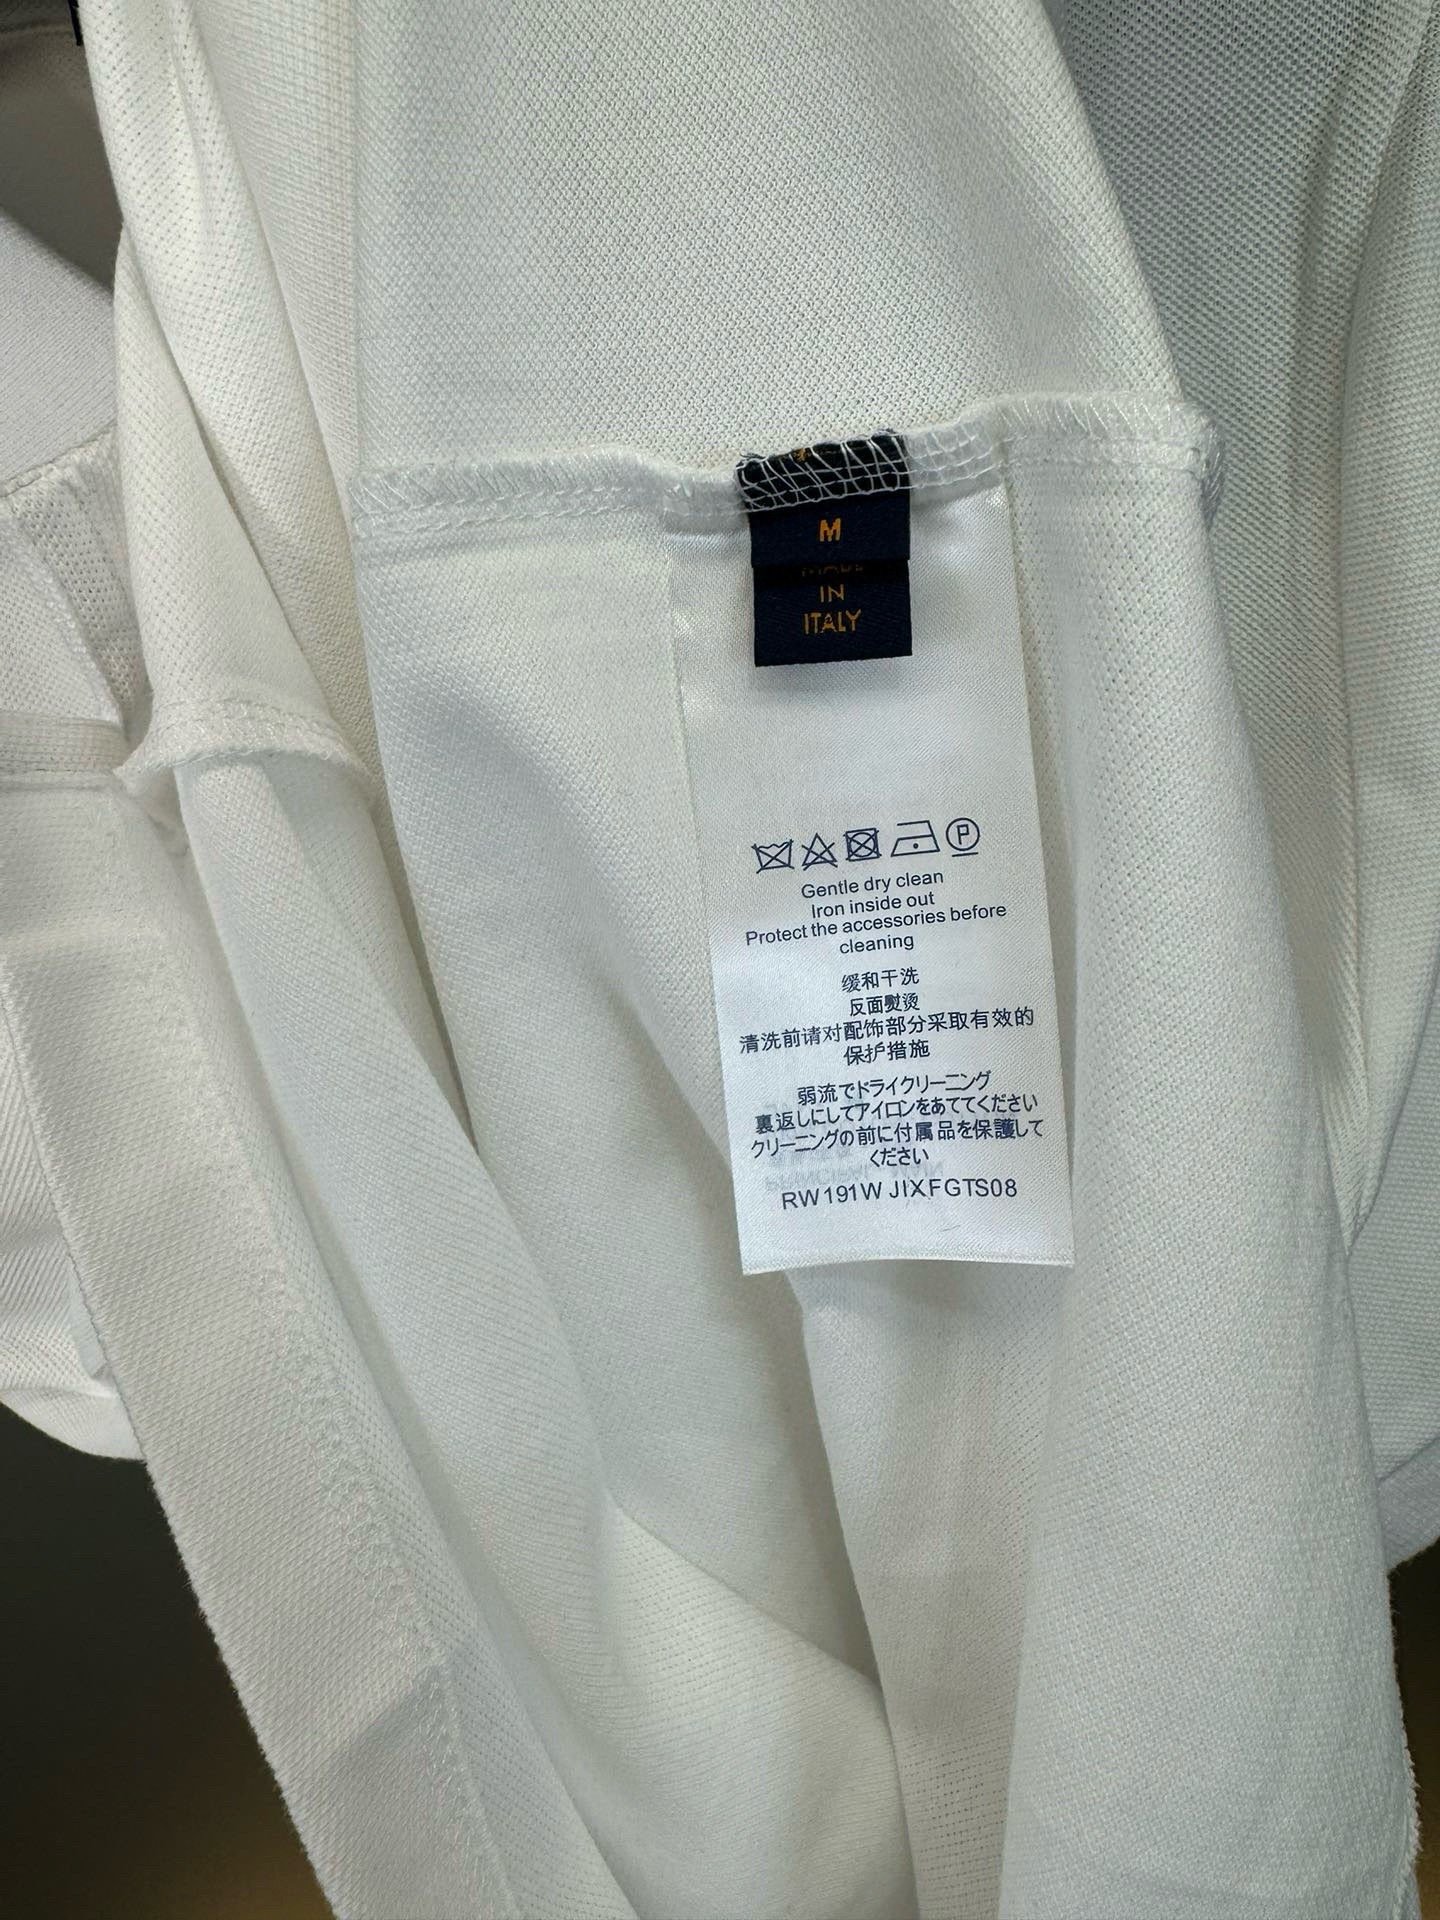 M
IN
ITALY
P
Gentle dry clean
Iron inside out
Protect the accessories before
cleaning
缓和干洗
反面熨烫
清洗前请对配饰部分采取有效的
保护措施
弱流でドライクリーニング
裏返しにしてアイロンをあててください
クリーニングの前に付属品を保護して
ください
RW191W JIXFGTS08